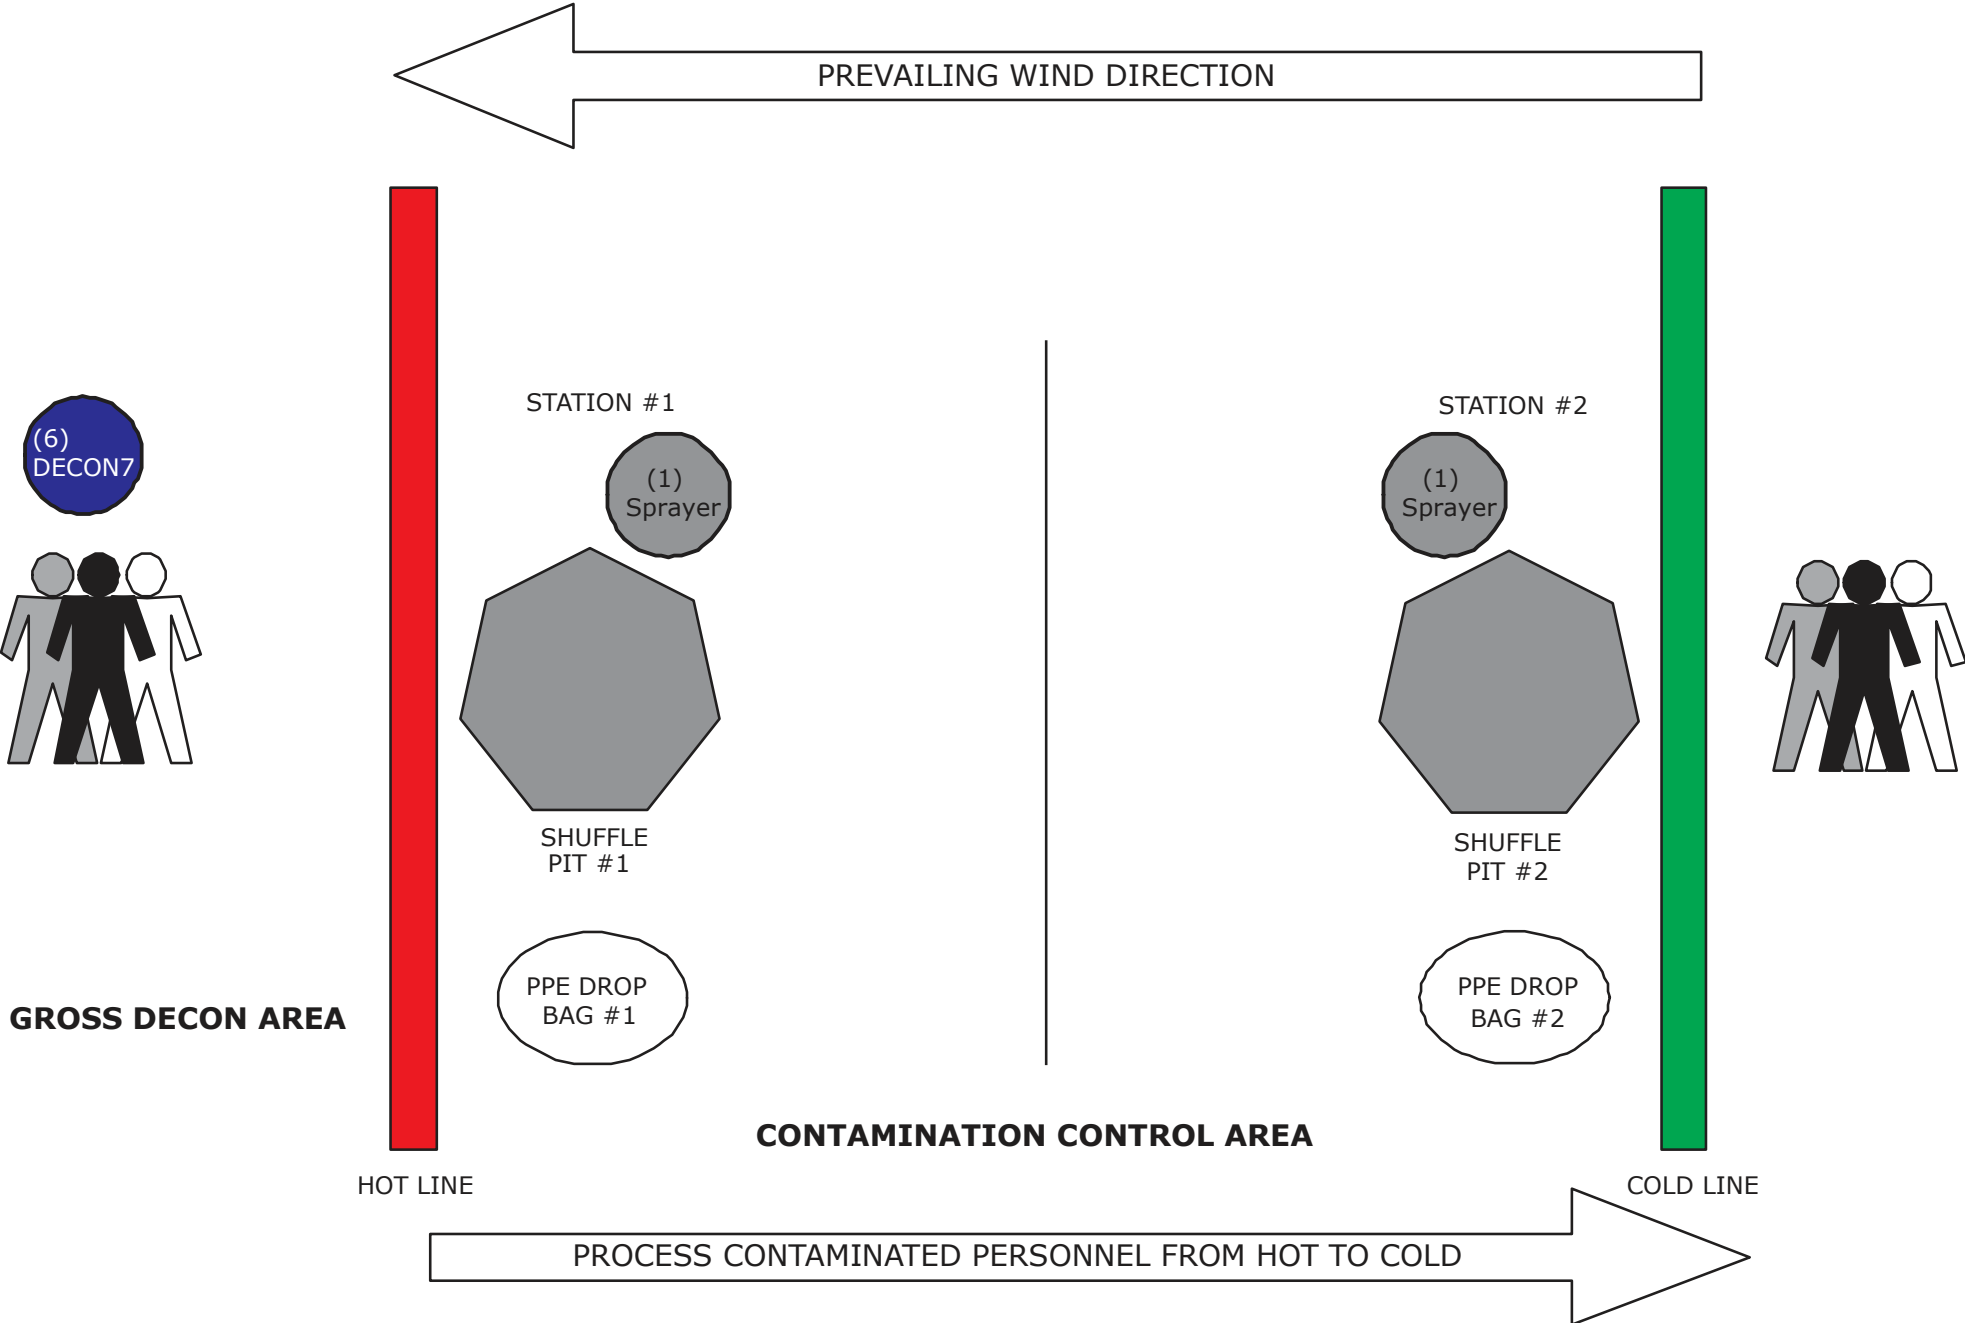 PREVAILING WIND DIRECTION
STATION #1
STATION #2
(6)
DECON7
(1)
Sprayer
(1)
Sprayer
SHUFFLE
PIT #1
SHUFFLE
PIT #2
PPE DROP
BAG #1
PPE DROP
BAG #2
GROSS DECON AREA
CONTAMINATION CONTROL AREA
HOT LINE
COLD LINE
PROCESS CONTAMINATED PERSONNEL FROM HOT TO COLD